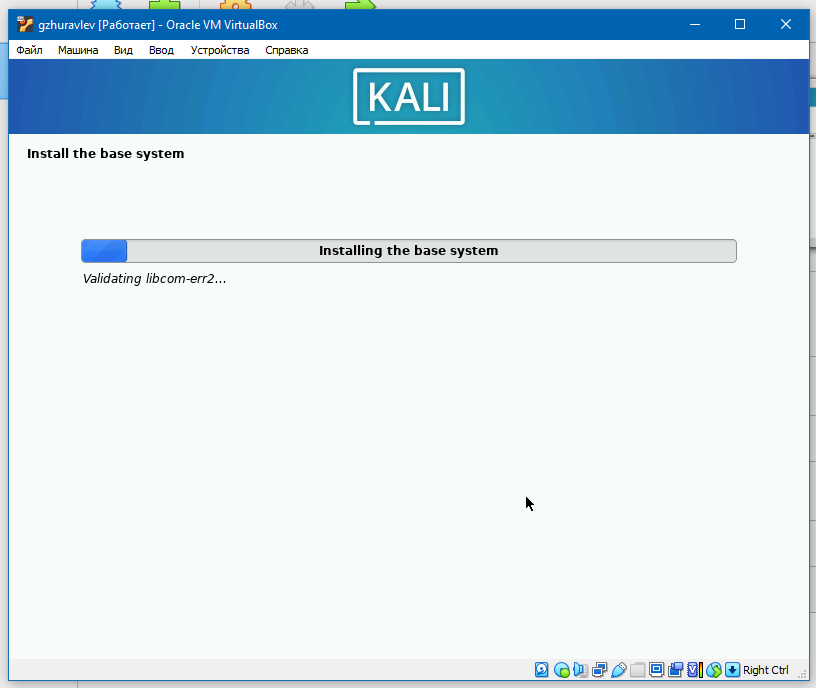 gzhuravlev [Работает] - Oracle VM VirtualBox
Файл Машина Вид Ввод Устройства Справка
KALI
Install the base system
Installing the base system
Validating libcom-err2...
Right Ctrl